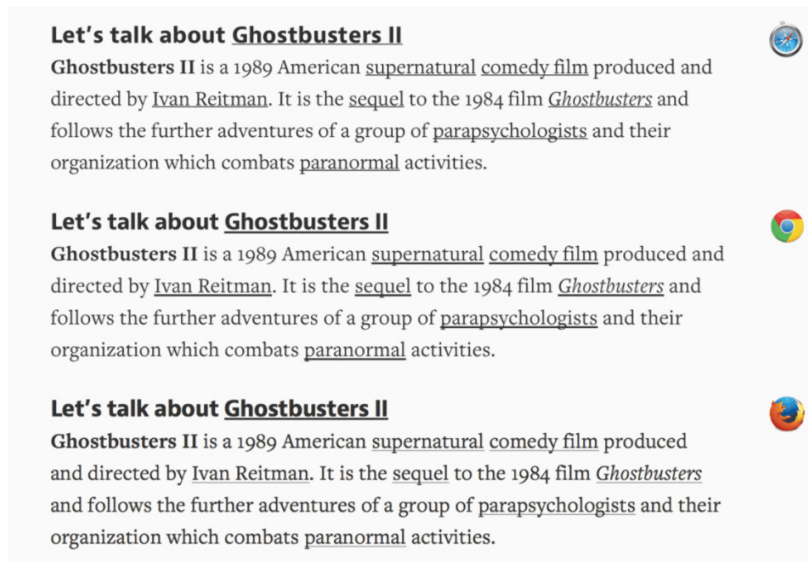 Let's talk about Ghostbusters II
Ghostbusters II is a 1989 American supernatural comedy film produced and
directed by Ivan Reitman. It is the sequel to the 1984 film Ghostbusters and
follows the further adventures of a group of parapsychologists and their
organization which combats paranormal activities.
Let's talk about Ghostbusters II
Ghostbusters II is a 1989 American supernatural comedy film produced and
directed by Ivan Reitman. It is the sequel to the 1984 film Ghostbusters and
follows the further adventures of a group of parapsychologists and their
organization which combats paranormal activities.
Let's talk about Ghostbusters II
Ghostbusters II is a 1989 American supernatural comedy film produced
and directed by Ivan Reitman. It is the sequel to the 1984 film Ghostbusters
and follows the further adventures of a group of parapsychologists and their
organization which combats paranormal activities.